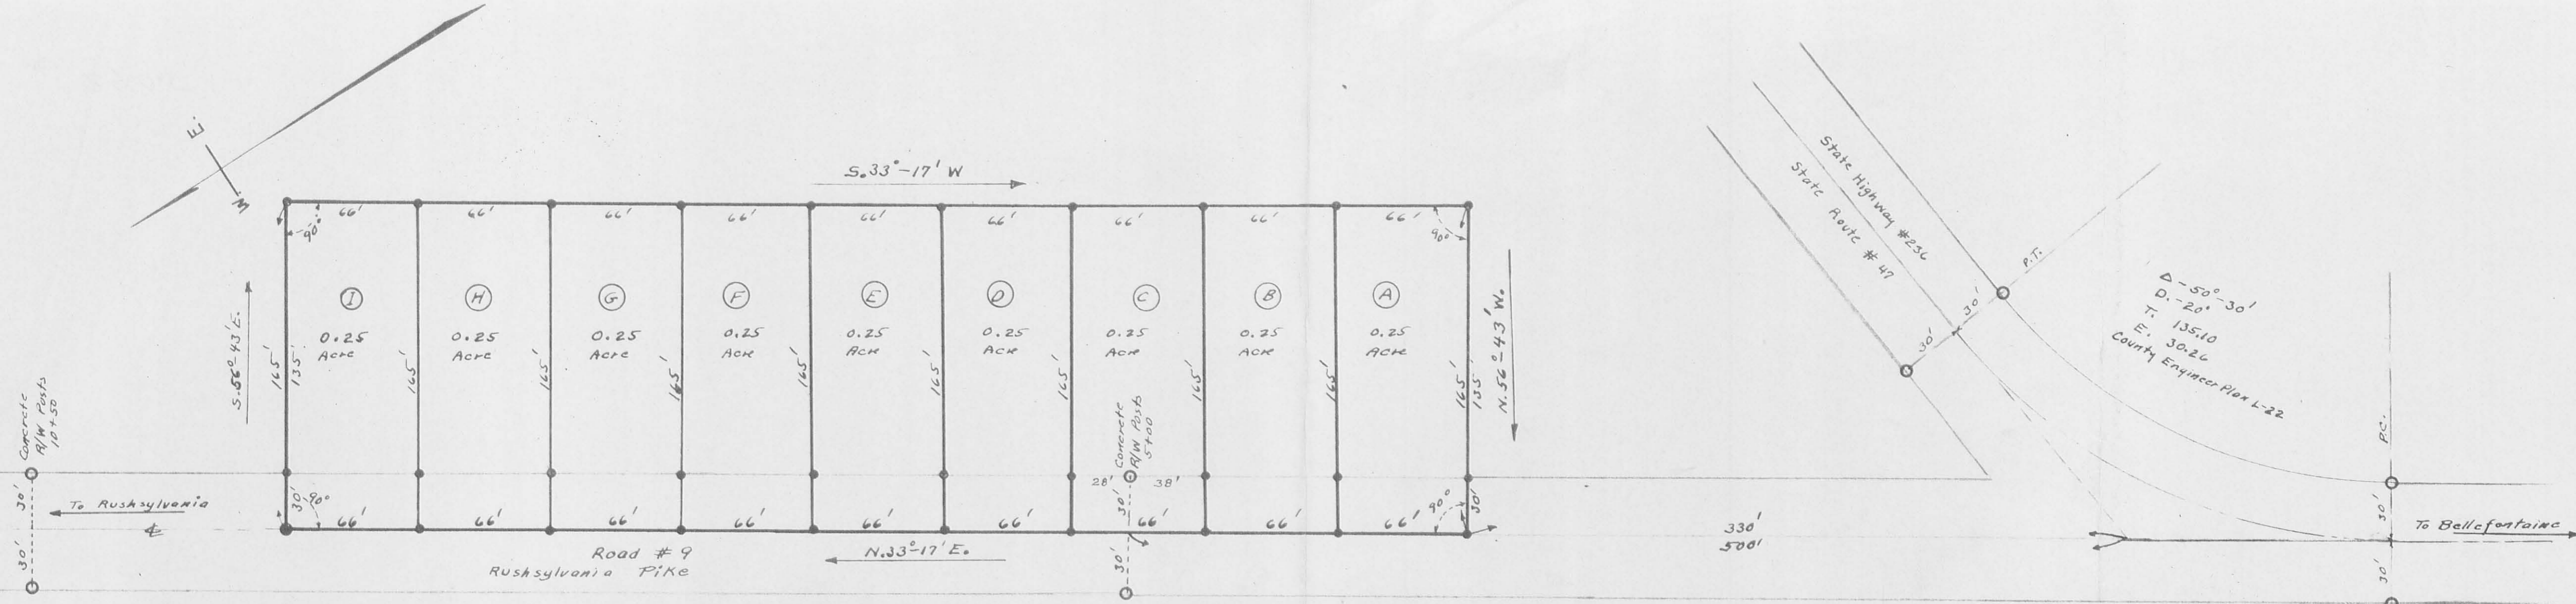 E.
W.
S.33°-17' W
66' 66' 66' 66' 66' 66' 66' 66' 66'
90° 90°
I H G F E D C B A
0.25 0.25 0.25 0.25 0.25 0.25 0.25 0.25 0.25
Acre Acre Acre Acre Acre Acre Acre Acre Acre
S.56°-43'E.
165' 135' 165' 165' 165' 165' 165' 165' 165' 165' 165' 135'
N.56°-43' W.
Concrete
R/W Posts
10+50
Concrete
R/W Posts
5+00
28' 38'
30' 30'
To Rushsylvania
30' 90° 90° 30'
66' 66' 66' 66' 66' 66' 66' 66' 66'
30' 30'
Road #9
Rushsylvania Pike
N.33°-17' E.
330'
500'
State Highway #236
State Route #47
30' 30'
P.T.
Δ-50°-30'
D.-20°
T. 135.10
E. 30.26
County Engineer Plan L-22
P.C.
30' 30'
To Bellefontaine